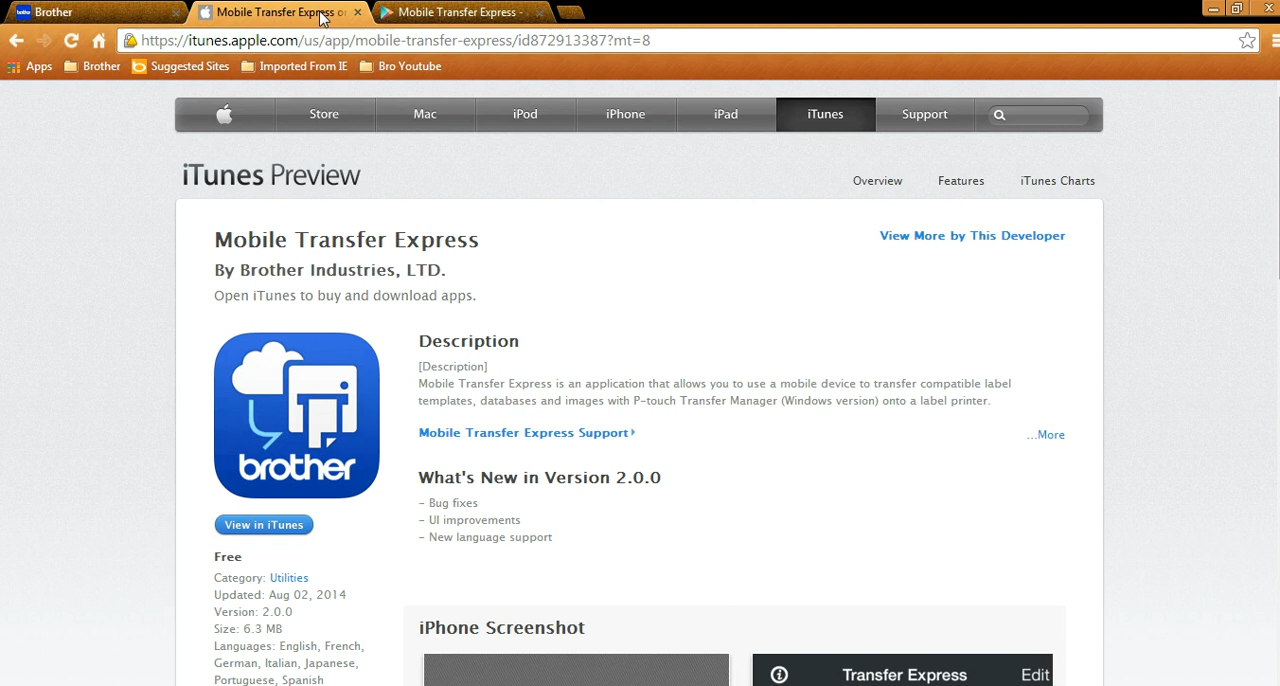 Brother
Mobile Transfer Express o
Mobile Transfer Express -
https://itunes.apple.com/us/app/mobile-transfer-express/id872913387?mt=8
Apps Brother Suggested Sites Imported From IE Bro Youtube
Store Mac iPod iPhone iPad iTunes Support
iTunes Preview
Overview Features iTunes Charts
Mobile Transfer Express
View More by This Developer
By Brother Industries, LTD.
Open iTunes to buy and download apps.
brother
Description
[Description]
Mobile Transfer Express is an application that allows you to use a mobile device to transfer compatible label
templates, databases and images with P-touch Transfer Manager (Windows version) onto a label printer.
Mobile Transfer Express Support
...More
What's New in Version 2.0.0
- Bug fixes
- UI improvements
- New language support
View in iTunes
Free
Category: Utilities
Updated: Aug 02, 2014
Version: 2.0.0
Size: 6.3 MB
Languages: English, French,
German, Italian, Japanese,
Portuguese, Spanish
iPhone Screenshot
Transfer Express Edit